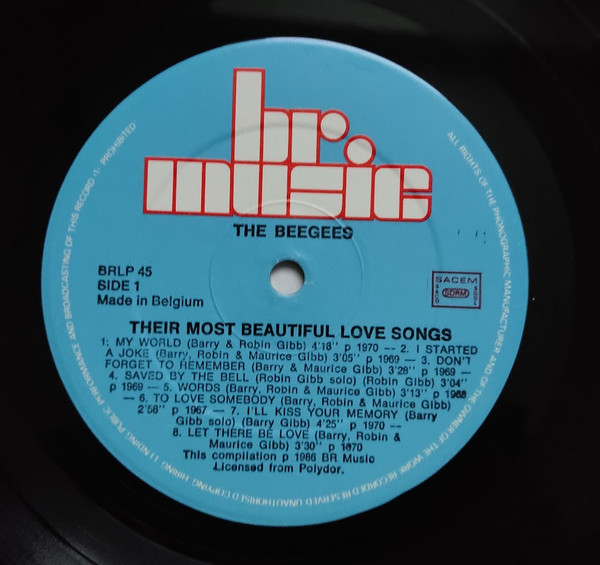 br.
music
THE BEEGEES
BRLP 45
SIDE 1
Made in Belgium
SACEM
SDRM
THEIR MOST BEAUTIFUL LOVE SONGS
1: MY WORLD (Barry & Robin Gibb) 4'18'' p 1970 — 2. I STARTED
A JOKE (Barry, Robin & Maurice Gibb) 3'05'' p 1969 — 3. DON'T
FORGET TO REMEMBER (Barry & Maurice Gibb) 3'28'' p 1969 —
4. SAVED BY THE BELL (Robin Gibb solo) (Robin Gibb) 3'04''
p 1969 — 5. WORDS (Barry, Robin & Maurice Gibb) 3'13'' p 1968
— 6. TO LOVE SOMEBODY (Barry, Robin & Maurice Gibb)
2'58'' p 1967 — 7. I'LL KISS YOUR MEMORY (Barry
Gibb solo) (Barry Gibb) 4'25'' p 1970 —
8. LET THERE BE LOVE (Barry, Robin &
Maurice Gibb) 3'30'' p 1970
This compilation p 1986 BR Music
Licensed from Polydor.
ALL RIGHTS OF THE PHONOGRAPHIC MANUFACTURER AND OF THE OWNER OF THE WORK RECORDED RESERVED. UNAUTHORISED COPYING HIRING LENDING PUBLIC PERFORMANCE AND BROADCASTING OF THIS RECORD PROHIBITED